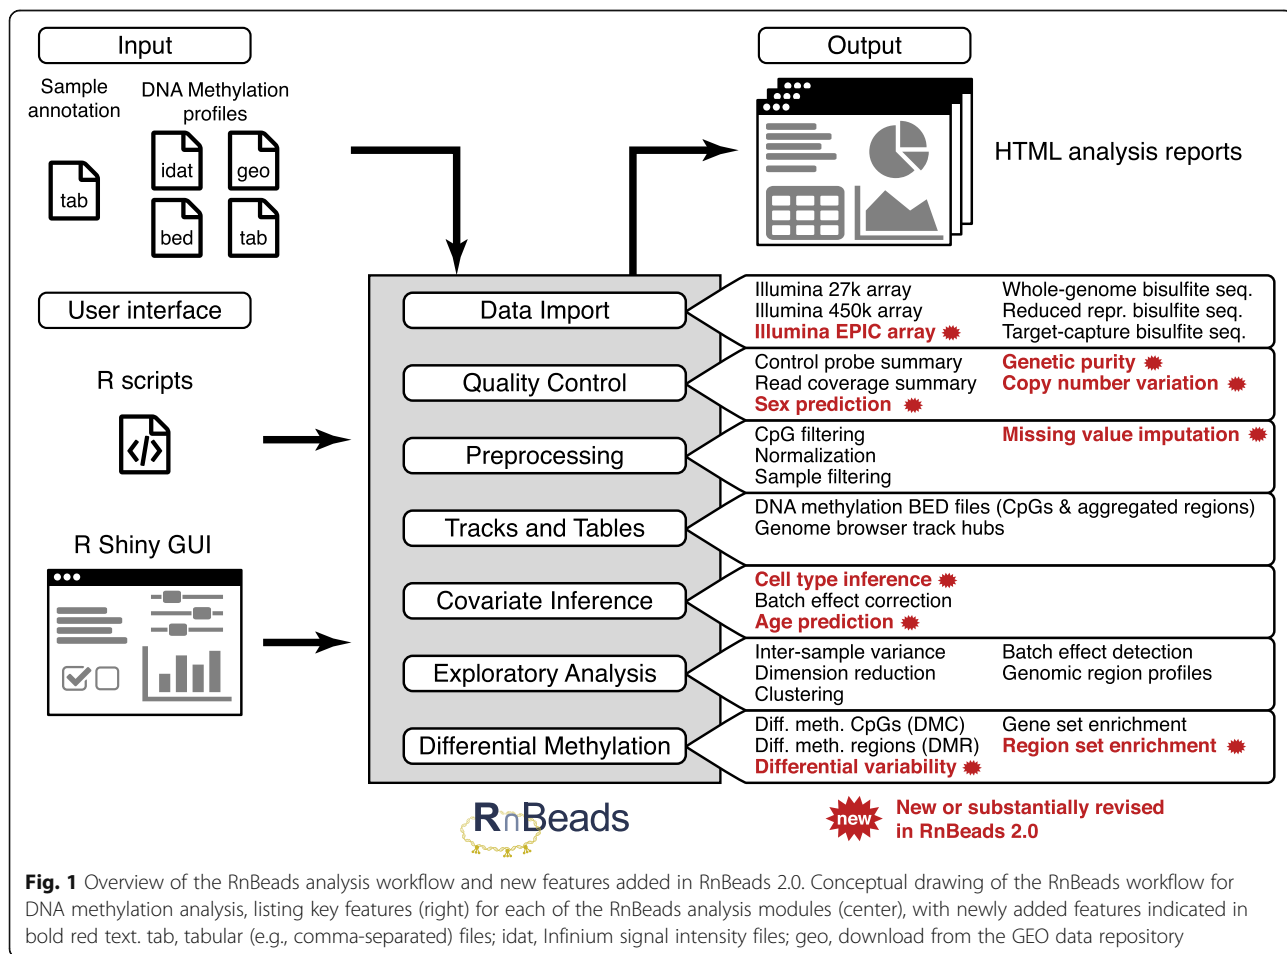 Input
Sample
annotation
DNA Methylation
profiles
tab
idat
geo
bed
tab
User interface
R scripts
</>
R Shiny GUI
Output
HTML analysis reports
Data Import
Illumina 27k array
Illumina 450k array
Illumina EPIC array
Whole-genome bisulfite seq.
Reduced repr. bisulfite seq.
Target-capture bisulfite seq.
Quality Control
Control probe summary
Read coverage summary
Sex prediction
Genetic purity
Copy number variation
Preprocessing
CpG filtering
Normalization
Sample filtering
Missing value imputation
Tracks and Tables
DNA methylation BED files (CpGs & aggregated regions)
Genome browser track hubs
Covariate Inference
Cell type inference
Batch effect correction
Age prediction
Exploratory Analysis
Inter-sample variance
Dimension reduction
Clustering
Batch effect detection
Genomic region profiles
Differential Methylation
Diff. meth. CpGs (DMC)
Diff. meth. regions (DMR)
Differential variability
Gene set enrichment
Region set enrichment
RnBeads
new
New or substantially revised
in RnBeads 2.0
Fig. 1 Overview of the RnBeads analysis workflow and new features added in RnBeads 2.0. Conceptual drawing of the RnBeads workflow for
DNA methylation analysis, listing key features (right) for each of the RnBeads analysis modules (center), with newly added features indicated in
bold red text. tab, tabular (e.g., comma-separated) files; idat, Infinium signal intensity files; geo, download from the GEO data repository